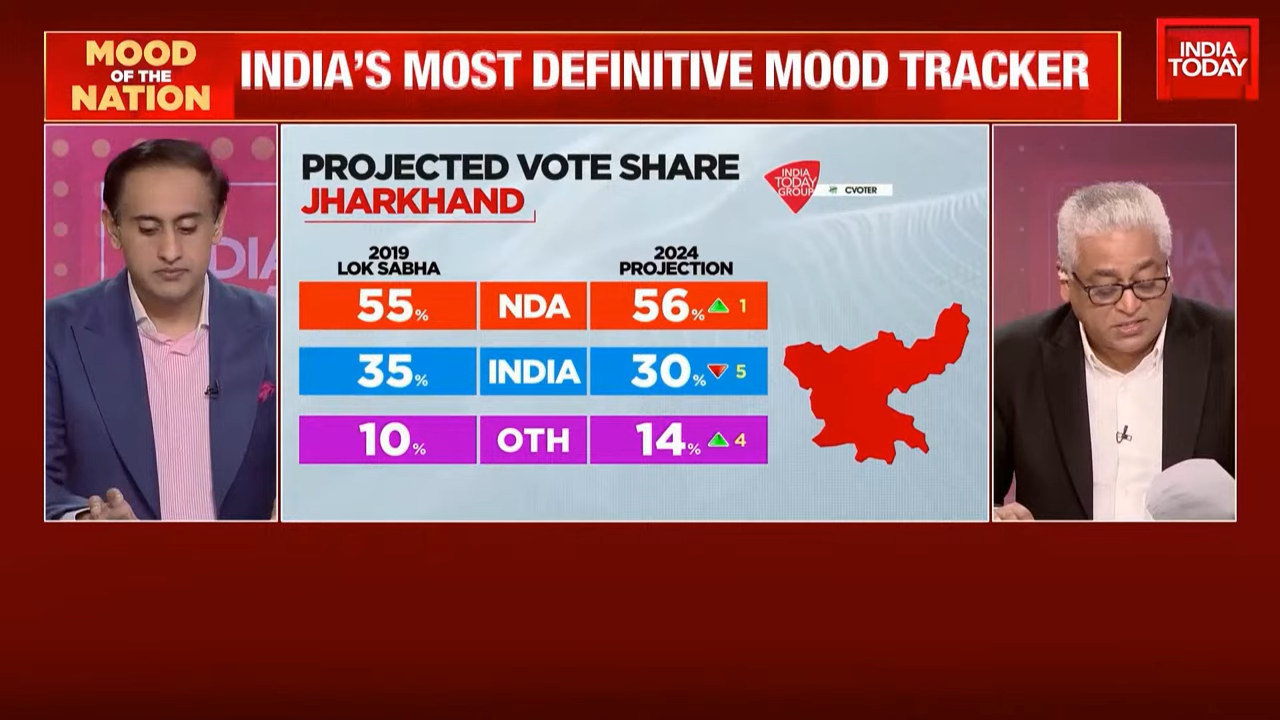 MOOD
OF THE
NATION
INDIA'S MOST DEFINITIVE MOOD TRACKER
INDIA
TODAY
PROJECTED VOTE SHARE
JHARKHAND
INDIA
TODAY
GROUP
CVOTER
2019
LOK SABHA
2024
PROJECTION
55% NDA 56% 1
35% INDIA 30% 5
10% OTH 14% 4